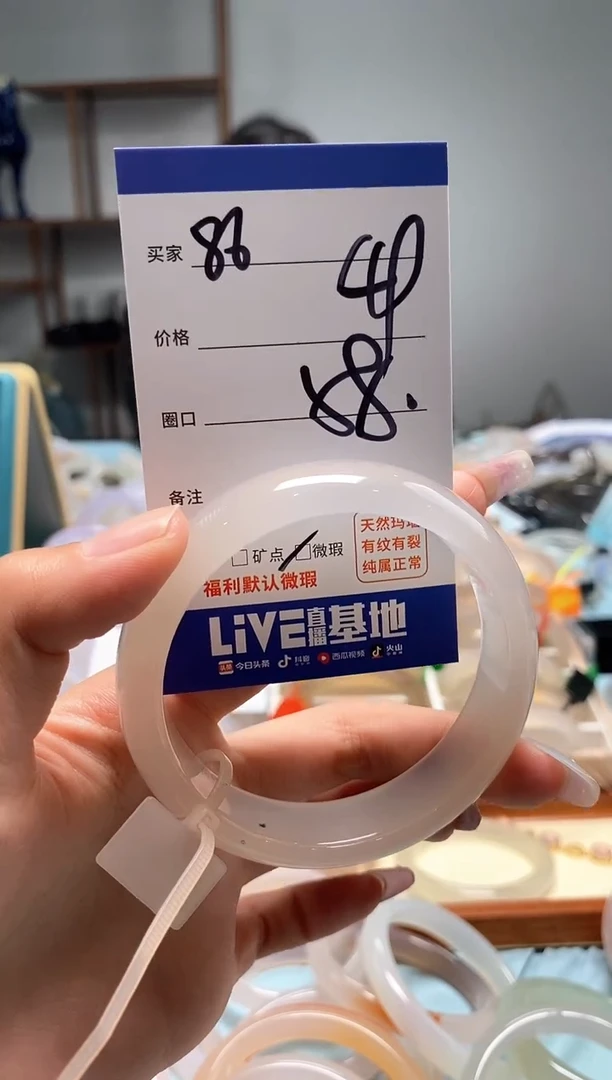 买家 86
价格
圈口 58.
备注
□矿点 □微瑕
福利默认微瑕
天然玛瑙
有纹有裂
纯属正常
LiVE直播基地
头条 今日头条 抖音 西瓜视频 火山